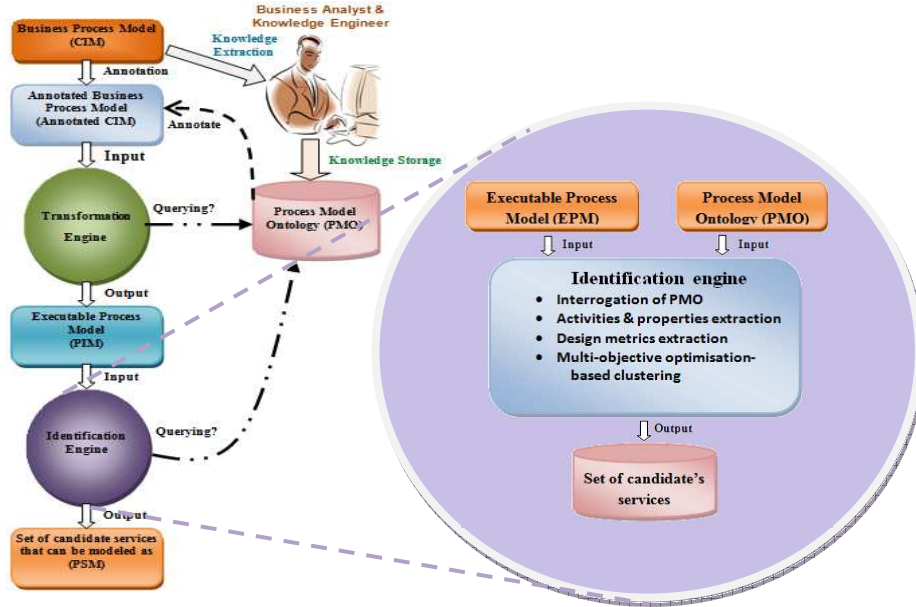 Business Process Model
(CIM)
Knowledge
Extraction
Business Analyst &
Knowledge Engineer
Annotation
Annotated Business
Process Model
(Annotated CIM)
Annotate
Input
Knowledge Storage
Transformation
Engine
Querying?
Process Model
Ontology (PMO)
Output
Executable Process
Model
(PIM)
Input
Identification
Engine
Querying?
Output
Set of candidate services
that can be modeled as
(PSM)
Executable Process
Model (EPM)
Process Model
Ontology (PMO)
Input
Input
Identification engine
• Interrogation of PMO
• Activities & properties extraction
• Design metrics extraction
• Multi-objective optimisation-
based clustering
Output
Set of candidate’s
services